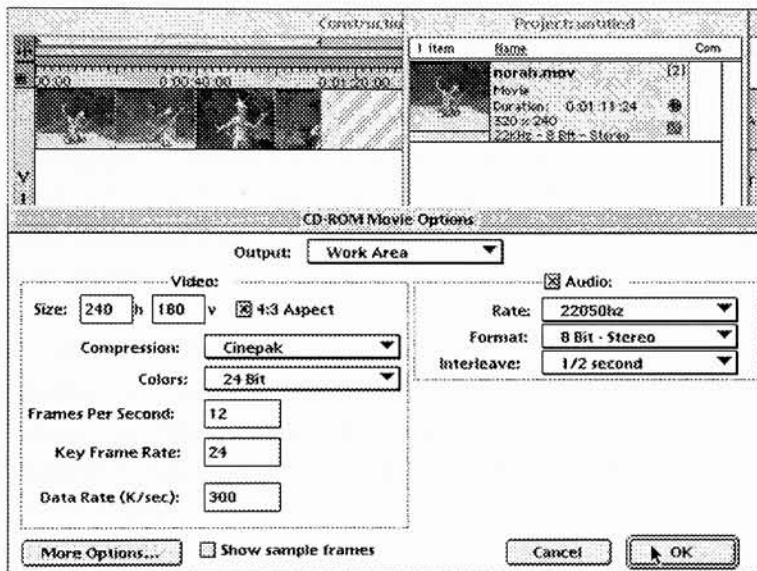 Constructio
Project: untitled
1 item Name Com
norah.mov [2]
Movie
Duration: 0:01:11:24
320 x 240
22KHz - 8 Bit - Stereo
00:00 0:00:40:00 0:01:20:00
V
1
CD-ROM Movie Options
Output: Work Area
Video:
Size: 240 h 180 v 4:3 Aspect
Compression: Cinepak
Colors: 24 Bit
Frames Per Second: 12
Key Frame Rate: 24
Data Rate (K/sec): 300
Audio:
Rate: 22050hz
Format: 8 Bit - Stereo
Interleave: 1/2 second
More Options... Show sample frames Cancel OK